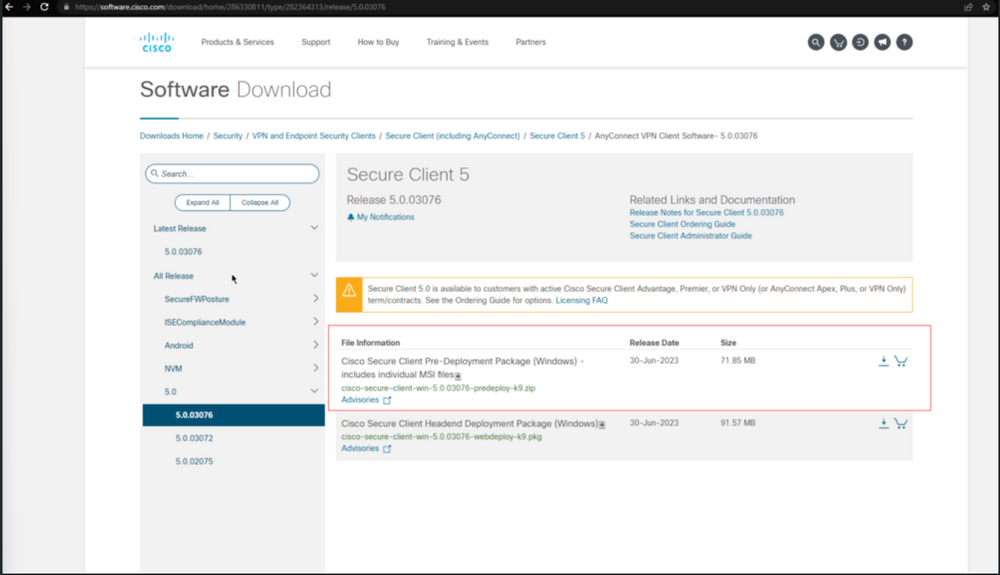 https://software.cisco.com/download/home/286330811/type/282364313/release/5.0.03076
CISCO
Products & Services
Support
How to Buy
Training & Events
Partners
Software Download
Downloads Home / Security / VPN and Endpoint Security Clients / Secure Client (including AnyConnect) / Secure Client 5 / AnyConnect VPN Client Software- 5.0.03076
Search...
Expand All
Collapse All
Latest Release
5.0.03076
All Release
SecureFWPosture
ISEComplianceModule
Android
NVM
5.0
5.0.03076
5.0.03072
5.0.02075
Secure Client 5
Release 5.0.03076
My Notifications
Related Links and Documentation
Release Notes for Secure Client 5.0.03076
Secure Client Ordering Guide
Secure Client Administrator Guide
Secure Client 5.0 is available to customers with active Cisco Secure Client Advantage, Premier, or VPN Only (or AnyConnect Apex, Plus, or VPN Only)
term/contracts. See the Ordering Guide for options. Licensing FAQ
File Information Release Date Size
Cisco Secure Client Pre-Deployment Package (Windows) - 30-Jun-2023 71.85 MB
includes individual MSI files
cisco-secure-client-win-5.0.03076-predeploy-k9.zip
Advisories
Cisco Secure Client Headend Deployment Package (Windows) 30-Jun-2023 91.57 MB
cisco-secure-client-win-5.0.03076-webdeploy-k9.pkg
Advisories